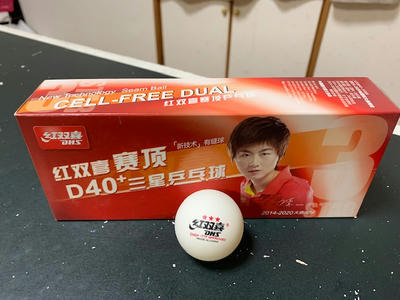 New Technology Seam Ball
CELL-FREE DUAL
红双喜赛顶乒乓球
红双喜
DHS
红双喜赛顶
D40+三星乒乓球
「新技术」有缝球
3
2014-2020
红双喜
DHS